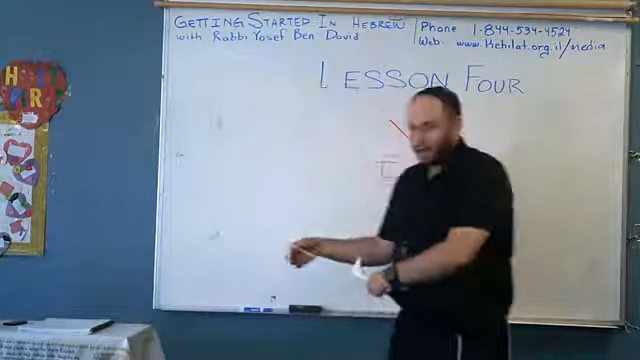 GETTING STARTED IN HEBREW
with Rabbi Yosef Ben David
Phone 1-844-534-4524
Web- www.Kehilat.org.il/media
LESSON FOUR